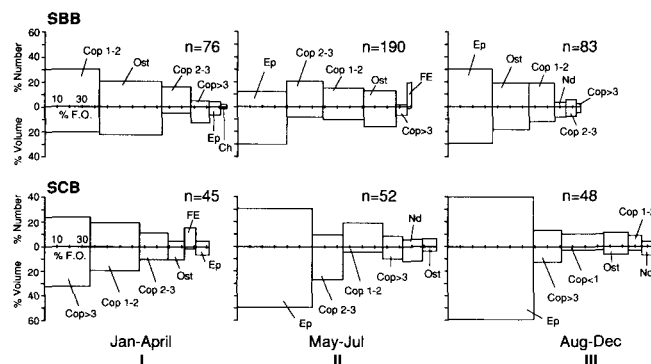 SBB
% Number
% Volume
60
40
20
0
20
40
10 30
% F.O.
Cop 1-2
Ost
Cop 2-3
Cop>3
Ep
Ch
n=76
Ep
Cop 2-3
Cop 1-2
Ost
FE
Cop>3
n=190
Ep
Ost
Cop 1-2
Nd
Cop>3
Cop 2-3
n=83
SCB
% Number
% Volume
40
20
0
20
40
60
10 30
% F.O.
Cop>3
Cop 1-2
Cop 2-3
Ost
FE
Ep
n=45
Ep
Cop 2-3
Cop 1-2
Cop>3
Nd
Ost
n=52
Ep
Cop>3
Cop<1
Ost
Cop 1-2
n=48
Jan-April
May-Jul
Aug-Dec
I
II
III